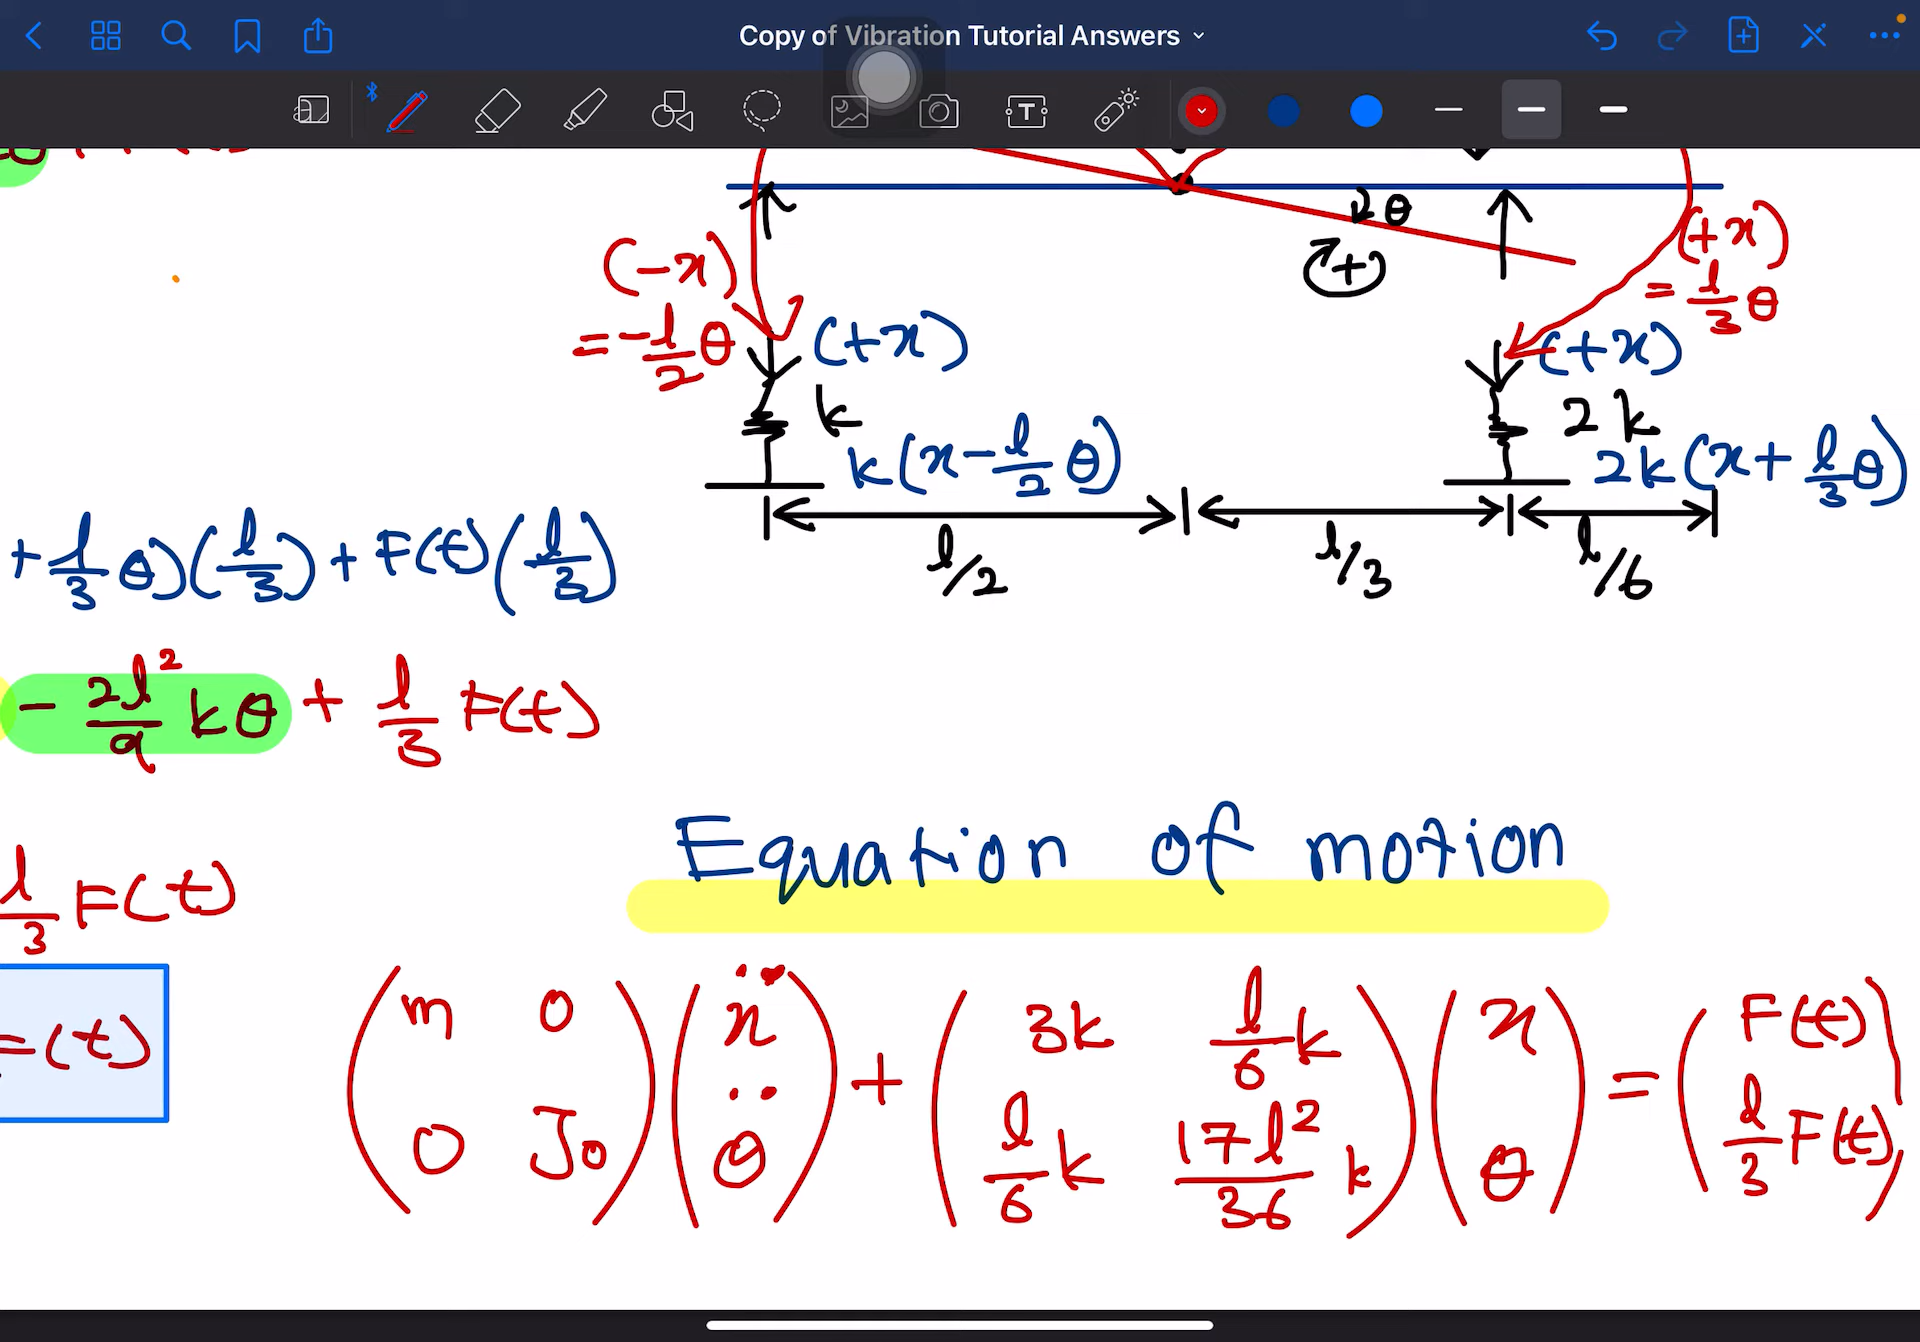 Copy of Vibration Tutorial Answers
T
2θ
(+)
(-x)
= -l/2 θ
(+x)
= l/3 θ
(+x)
(+x)
k
2k
k(x - l/2 θ)
2k(x + l/3 θ)
l/2
l/3
l/6
+ l/3 θ)(l/3) + F(t)(l/3)
- 2l²/9 kθ + l/3 F(t)
l/3 F(t)
=(t)
Equation of motion
(m 0) (ẍ) + (3k l/6 k) (x) = (F(t))
(0 J0) (θ̈) (l/6 k 17l²/36 k) (θ) (l/3 F(t))